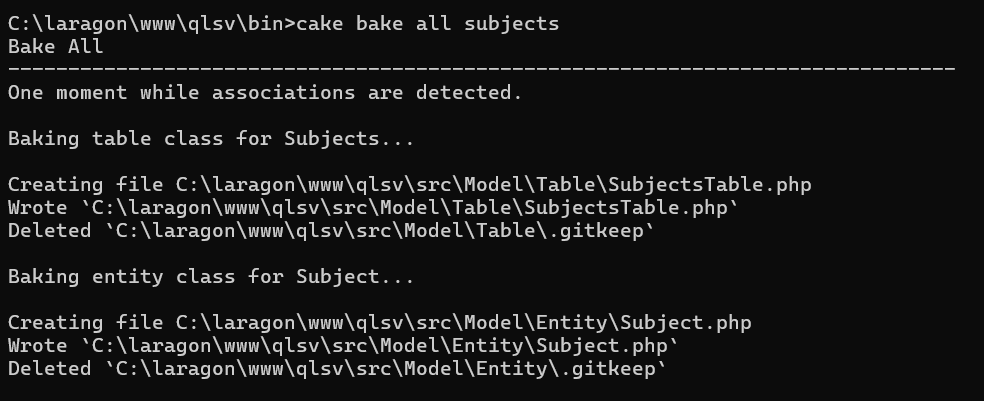 C:\laragon\www\qlsv\bin>cake bake all subjects
Bake All
-------------------------------------------------------------------------------
One moment while associations are detected.
Baking table class for Subjects...
Creating file C:\laragon\www\qlsv\src\Model\Table\SubjectsTable.php
Wrote `C:\laragon\www\qlsv\src\Model\Table\SubjectsTable.php`
Deleted `C:\laragon\www\qlsv\src\Model\Table\.gitkeep`
Baking entity class for Subject...
Creating file C:\laragon\www\qlsv\src\Model\Entity\Subject.php
Wrote `C:\laragon\www\qlsv\src\Model\Entity\Subject.php`
Deleted `C:\laragon\www\qlsv\src\Model\Entity\.gitkeep`